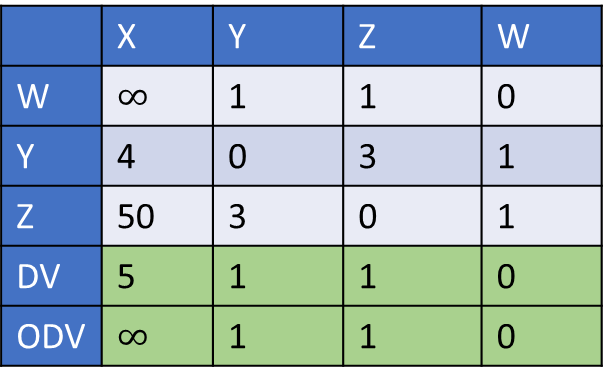 X Y Z W
W ∞ 1 1 0
Y 4 0 3 1
Z 50 3 0 1
DV 5 1 1 0
ODV ∞ 1 1 0